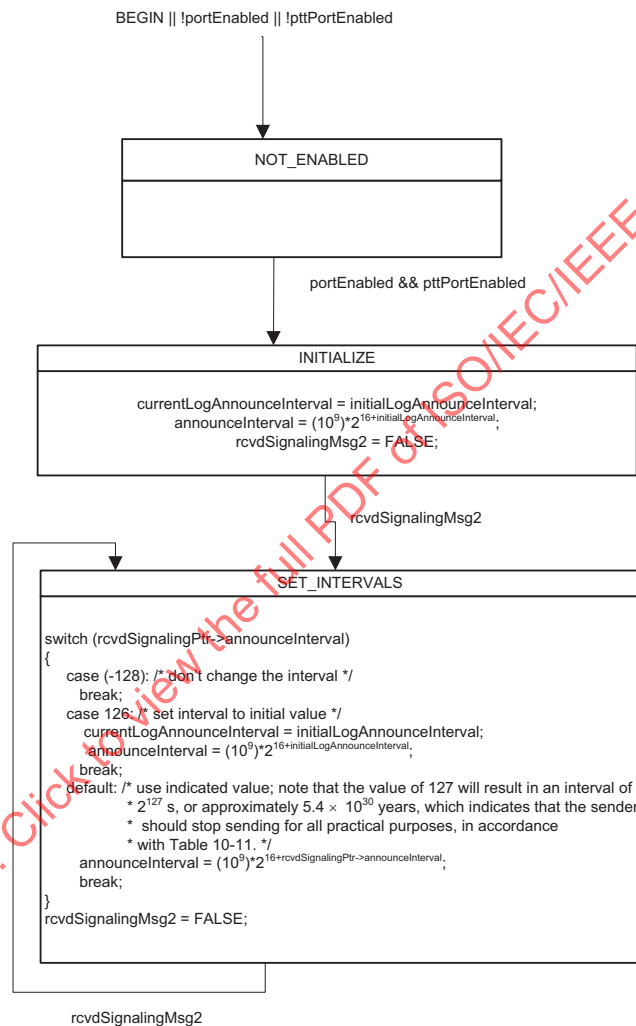 BEGIN || !portEnabled || !pttPortEnabled
NOT_ENABLED
portEnabled && pttPortEnabled
INITIALIZE
currentLogAnnounceInterval = initialLogAnnounceInterval;
announceInterval = (10⁹)*2^16+initialLogAnnounceInterval;
rcvdSignalingMsg2 = FALSE;
rcvdSignalingMsg2
SET_INTERVALS
switch (rcvdSignalingPtr->announceInterval)
{
case (-128): /* don't change the interval */
break;
case 126: /* set interval to initial value */
currentLogAnnounceInterval = initialLogAnnounceInterval;
announceInterval = (10⁹)*2^16+initialLogAnnounceInterval;
break;
default: /* use indicated value; note that the value of 127 will result in an interval of
* 2¹²⁷ s, or approximately 5.4 × 10³⁰ years, which indicates that the sender
* should stop sending for all practical purposes, in accordance
* with Table 10-11. */
announceInterval = (10⁹)*2^16+rcvdSignalingPtr->announceInterval;
break;
}
rcvdSignalingMsg2 = FALSE;
rcvdSignalingMsg2
. Click to view the full PDF of ISO/IEC/IEEE